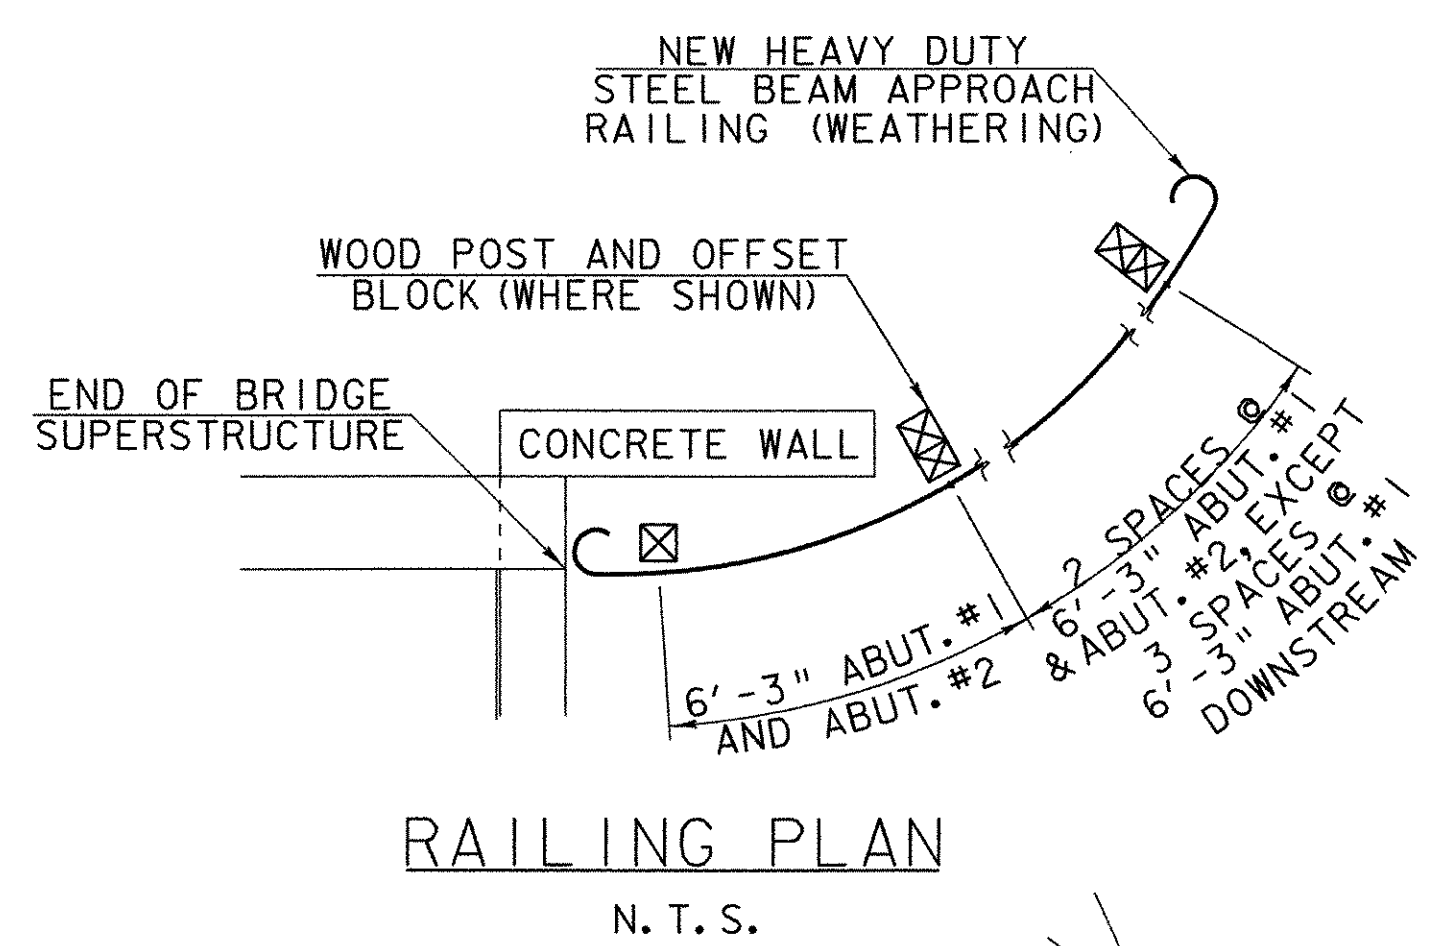 NEW HEAVY DUTY
STEEL BEAM APPROACH
RAILING (WEATHERING)
WOOD POST AND OFFSET
BLOCK (WHERE SHOWN)
END OF BRIDGE
SUPERSTRUCTURE
CONCRETE WALL
6'-3" ABUT. #1
AND ABUT. #2
2 SPACES @
6'-3" ABUT. #1
& ABUT. #2, EXCEPT
3 SPACES @
6'-3" ABUT. #1
DOWNSTREAM
RAILING PLAN
N.T.S.